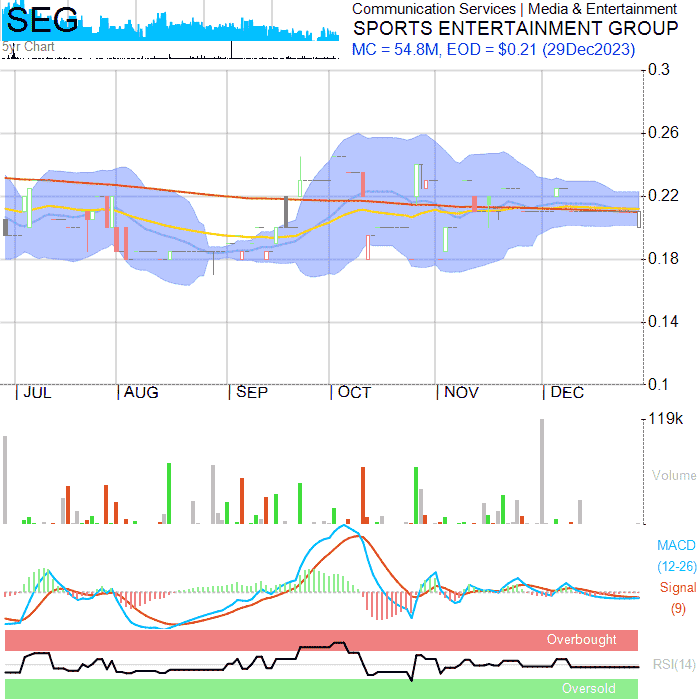 SEG
5yr Chart
Communication Services | Media & Entertainment
SPORTS ENTERTAINMENT GROUP
MC = 54.8M, EOD = $0.21 (29Dec2023)
0.3
0.26
0.22
0.18
0.14
0.1
| JUL | AUG | SEP | OCT | NOV | DEC
119k
Volume
MACD
(12-26)
Signal
(9)
Overbought
RSI(14)
Oversold